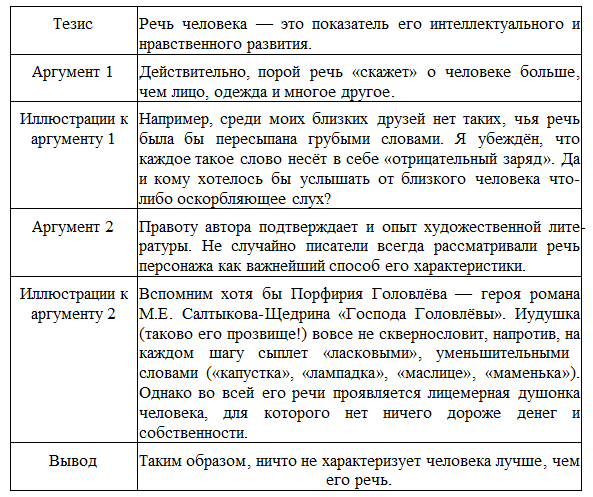 Тезис
Речь человека — это показатель его интеллектуального и
нравственного развития.
Аргумент 1
Действительно, порой речь «скажет» о человеке больше,
чем лицо, одежда и многое другое.
Иллюстрации к
аргументу 1
Например, среди моих близких друзей нет таких, чья речь
была бы пересыпана грубыми словами. Я убеждён, что
каждое такое слово несёт в себе «отрицательный заряд». Да
и кому хотелось бы услышать от близкого человека что-
либо оскорбляющее слух?
Аргумент 2
Правоту автора подтверждает и опыт художественной лите-
ратуры. Не случайно писатели всегда рассматривали речь
персонажа как важнейший способ его характеристики.
Иллюстрации к
аргументу 2
Вспомним хотя бы Порфирия Головлёва — героя романа
М.Е. Салтыкова-Щедрина «Господа Головлёвы». Иудушка
(таково его прозвище!) вовсе не сквернословит, напротив, на
каждом шагу сыплет «ласковыми», уменьшительными
словами («капустка», «лампадка», «маслице», «маменька»).
Однако во всей его речи проявляется лицемерная душонка
человека, для которого нет ничего дороже денег и
собственности.
Вывод
Таким образом, ничто не характеризует человека лучше, чем
его речь.